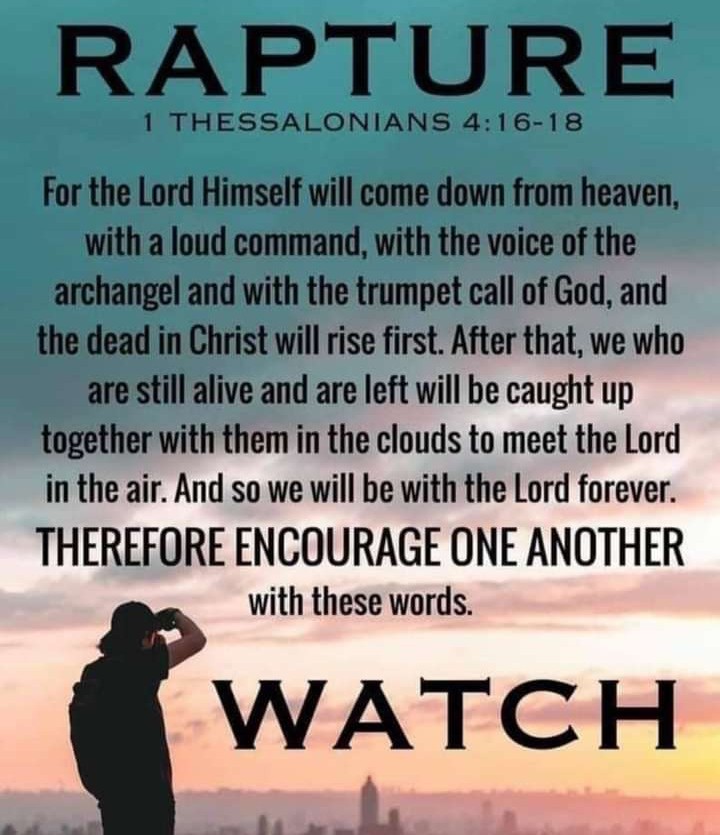 RAPTURE
1 THESSALONIANS 4:16-18
For the Lord Himself will come down from heaven,
with a loud command, with the voice of the
archangel and with the trumpet call of God, and
the dead in Christ will rise first. After that, we who
are still alive and are left will be caught up
together with them in the clouds to meet the Lord
in the air. And so we will be with the Lord forever.
THEREFORE ENCOURAGE ONE ANOTHER
with these words.
WATCH